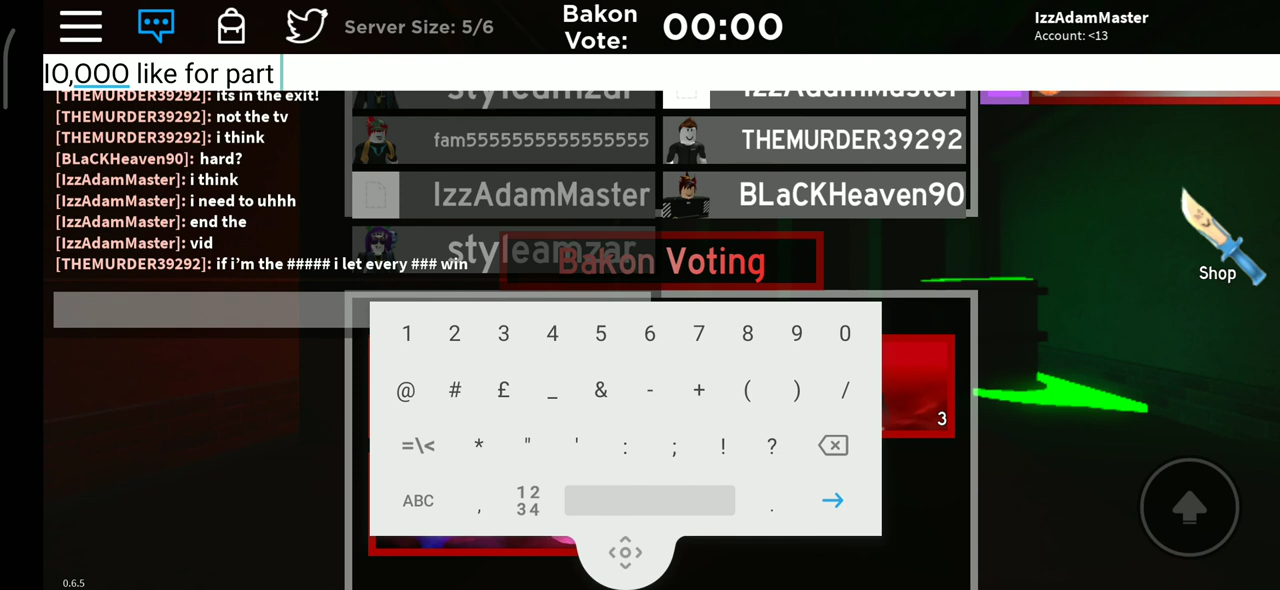 Server Size: 5/6
Bakon
Vote:
00:00
IzzAdamMaster
Account: <13
IO,OOO like for part
[THEMURDER39292]: its in the exit!
[THEMURDER39292]: not the tv
[THEMURDER39292]: i think
[BLaCKHeaven90]: hard?
[IzzAdamMaster]: i think
[IzzAdamMaster]: i need to uhhh
[IzzAdamMaster]: end the
[IzzAdamMaster]: vid
[THEMURDER39292]: if i'm the ##### i let every ### win
styleamzar
IzzAdamMaster
fam5555555555555555
THEMURDER39292
IzzAdamMaster
BLaCKHeaven90
styleamzar
Bakon Voting
Shop
3
1 2 3 4 5 6 7 8 9 0
@ # £ _ & - + ( ) /
=\< * " ' : ; ! ?
ABC , 12 34 .
0.6.5